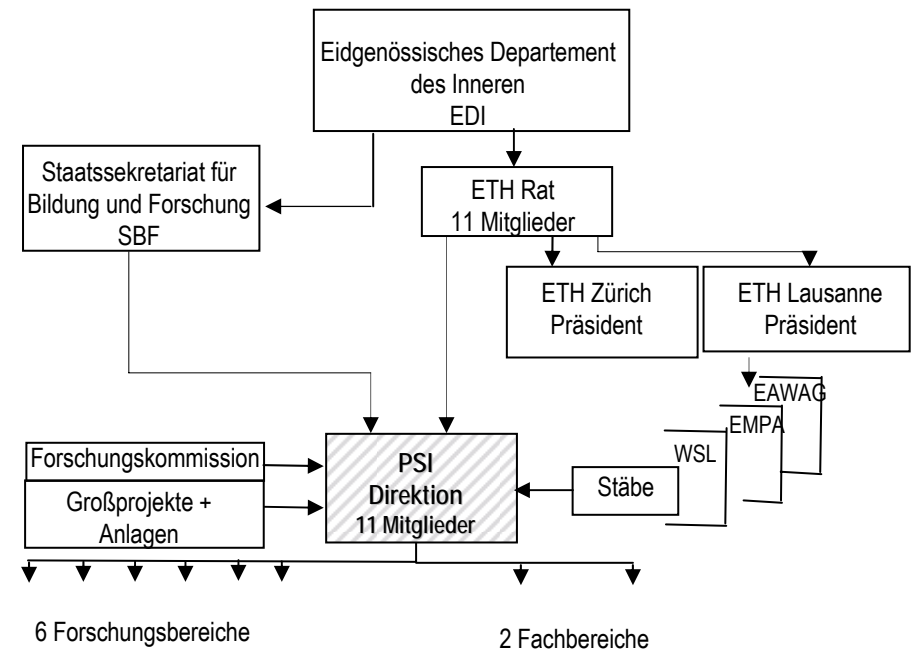 Eidgenössisches Departement
des Inneren
EDI
Staatssekretariat für
Bildung und Forschung
SBF
ETH Rat
11 Mitglieder
ETH Zürich
Präsident
ETH Lausanne
Präsident
EAWAG
EMPA
WSL
Forschungskommission
Großprojekte +
Anlagen
PSI
Direktion
11 Mitglieder
Stäbe
6 Forschungsbereiche
2 Fachbereiche